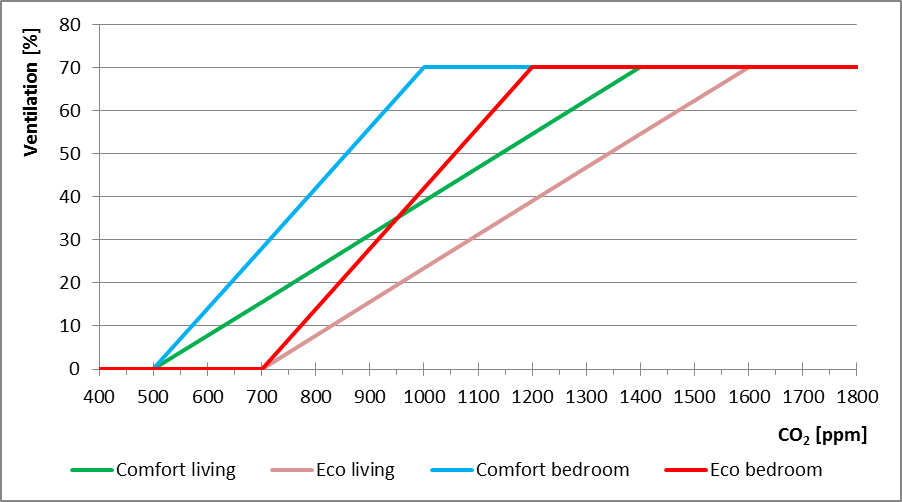 Ventilation [%]
80
70
60
50
40
30
20
10
0
400 500 600 700 800 900 1000 1100 1200 1300 1400 1500 1600 1700 1800
CO₂ [ppm]
Comfort living Eco living Comfort bedroom Eco bedroom